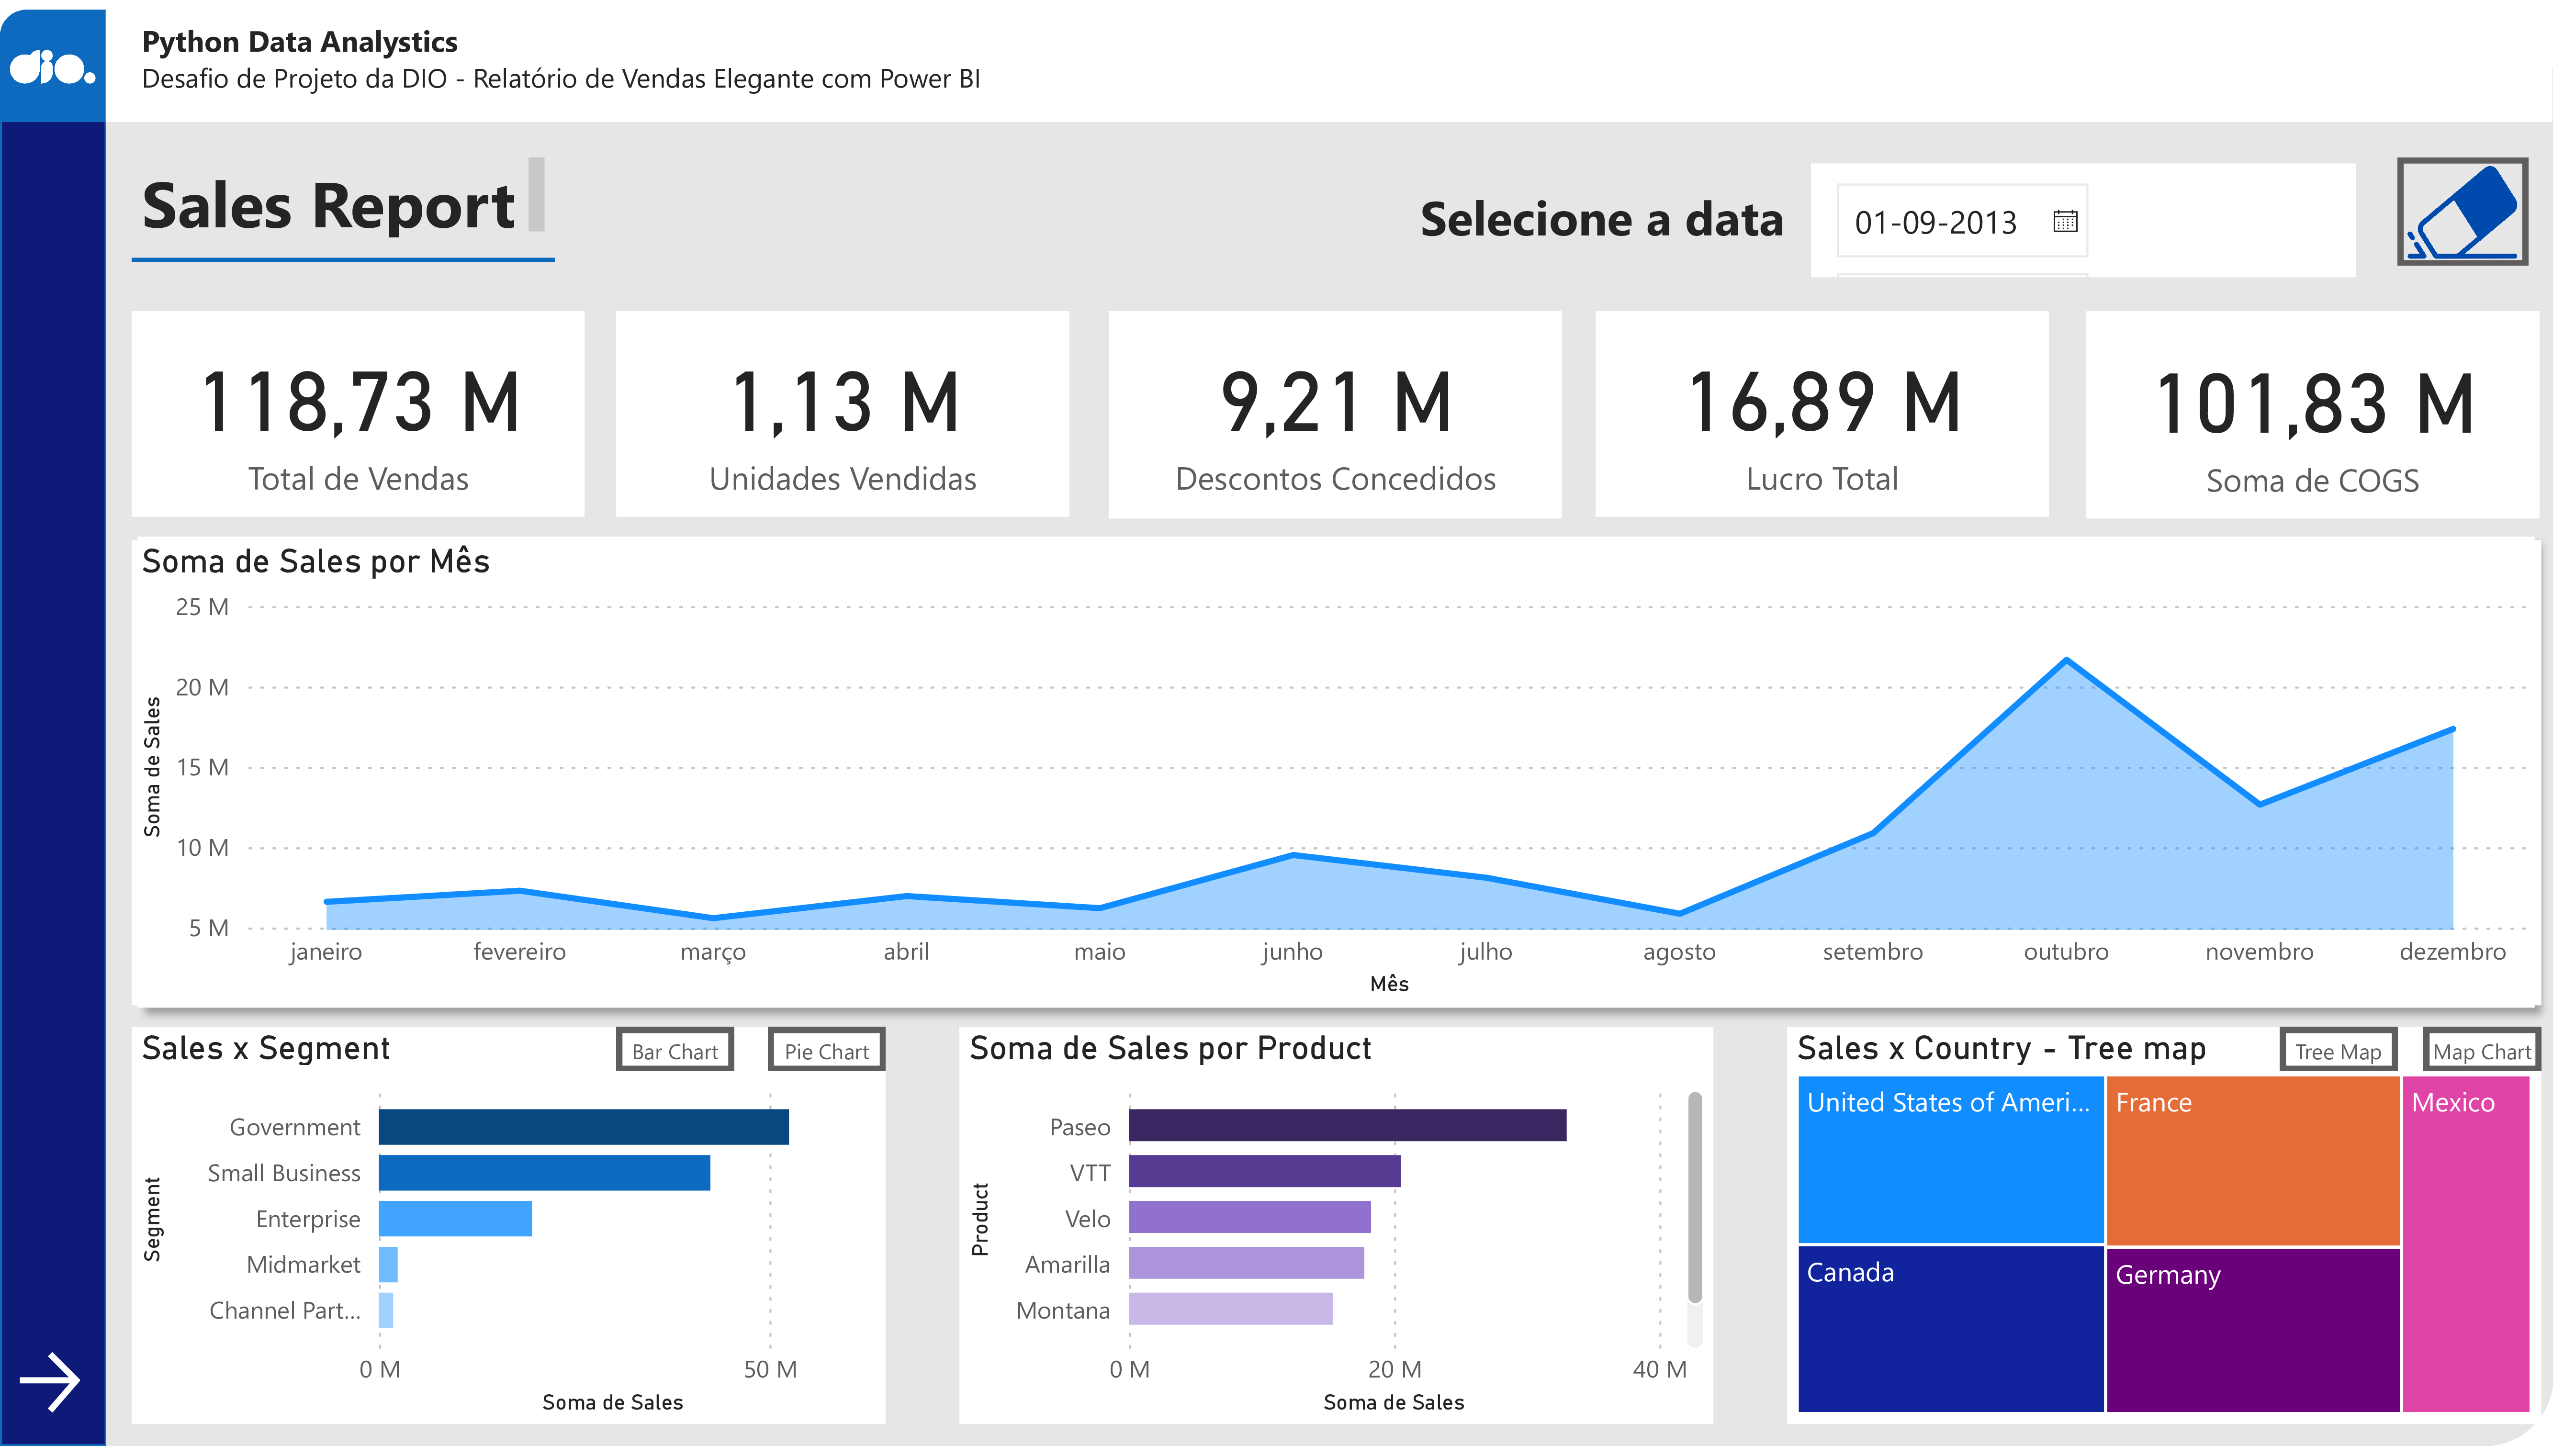 dio.
Python Data Analystics
Desafio de Projeto da DIO - Relatório de Vendas Elegante com Power BI
Sales Report
Selecione a data
01-09-2013
118,73 M
Total de Vendas
1,13 M
Unidades Vendidas
9,21 M
Descontos Concedidos
16,89 M
Lucro Total
101,83 M
Soma de COGS
Soma de Sales por Mês
Soma de Sales
25 M
20 M
15 M
10 M
5 M
janeiro fevereiro março abril maio junho julho agosto setembro outubro novembro dezembro
Mês
Sales x Segment
Bar Chart
Pie Chart
Segment
Government
Small Business
Enterprise
Midmarket
Channel Part...
0 M 50 M
Soma de Sales
Soma de Sales por Product
Product
Paseo
VTT
Velo
Amarilla
Montana
0 M 20 M 40 M
Soma de Sales
Sales x Country - Tree map
Tree Map
Map Chart
United States of Ameri...
France
Mexico
Canada
Germany